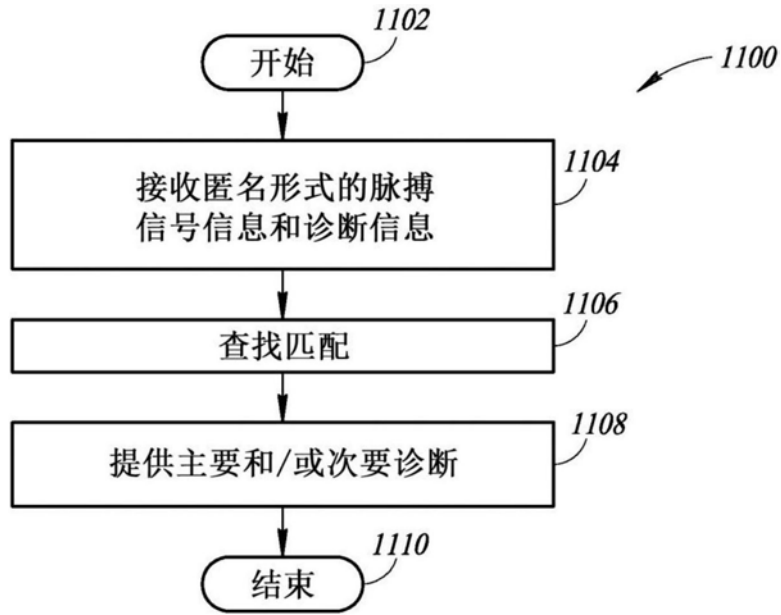 1102
开始
1100
1104
接收匿名形式的脉搏
信号信息和诊断信息
1106
查找匹配
1108
提供主要和/或次要诊断
1110
结束